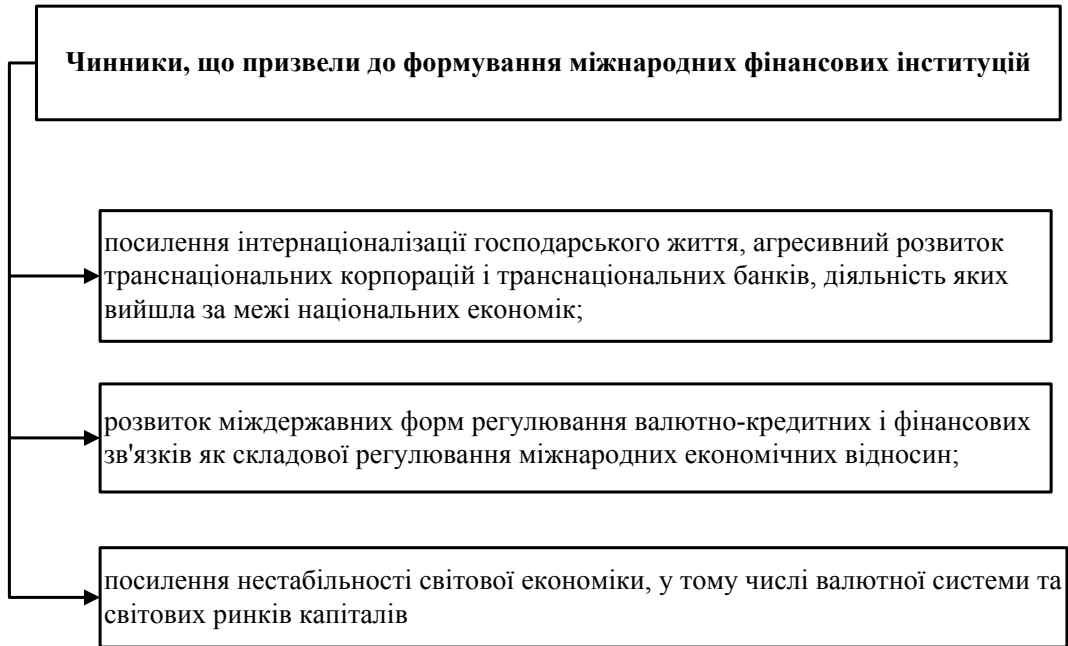 Чинники, що призвели до формування міжнародних фінансових інституцій
посилення інтернаціоналізації господарського життя, агресивний розвиток
транснаціональних корпорацій і транснаціональних банків, діяльність яких
вийшла за межі національних економік;
розвиток міждержавних форм регулювання валютно-кредитних і фінансових
зв'язків як складової регулювання міжнародних економічних відносин;
посилення нестабільності світової економіки, у тому числі валютної системи та
світових ринків капіталів